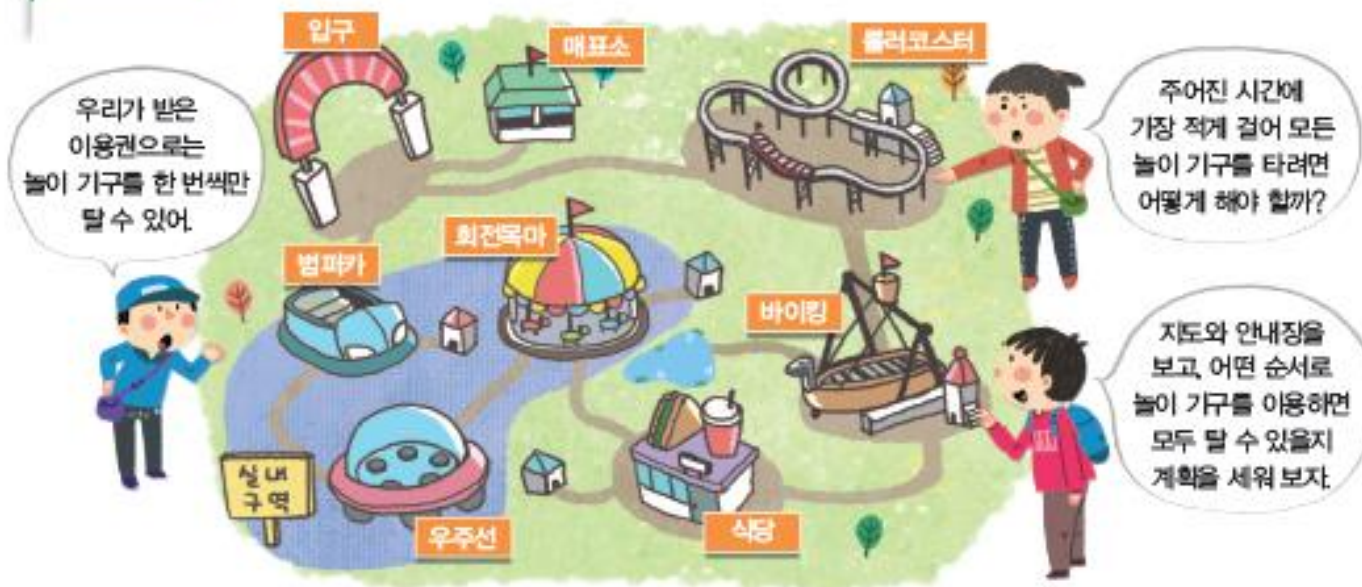 입구
매표소
롤러코스터
우리가 받은
이용권으로는
놀이 기구를 한 번씩만
탈 수 있어.
주어진 시간에
가장 적게 걸어 모든
놀이 기구를 타려면
어떻게 해야 할까?
회전목마
범퍼카
바이킹
지도와 안내장을
보고, 어떤 순서로
놀이 기구를 이용하면
모두 탈 수 있을지
계획을 세워 보자.
실내
구역
우주선
식당